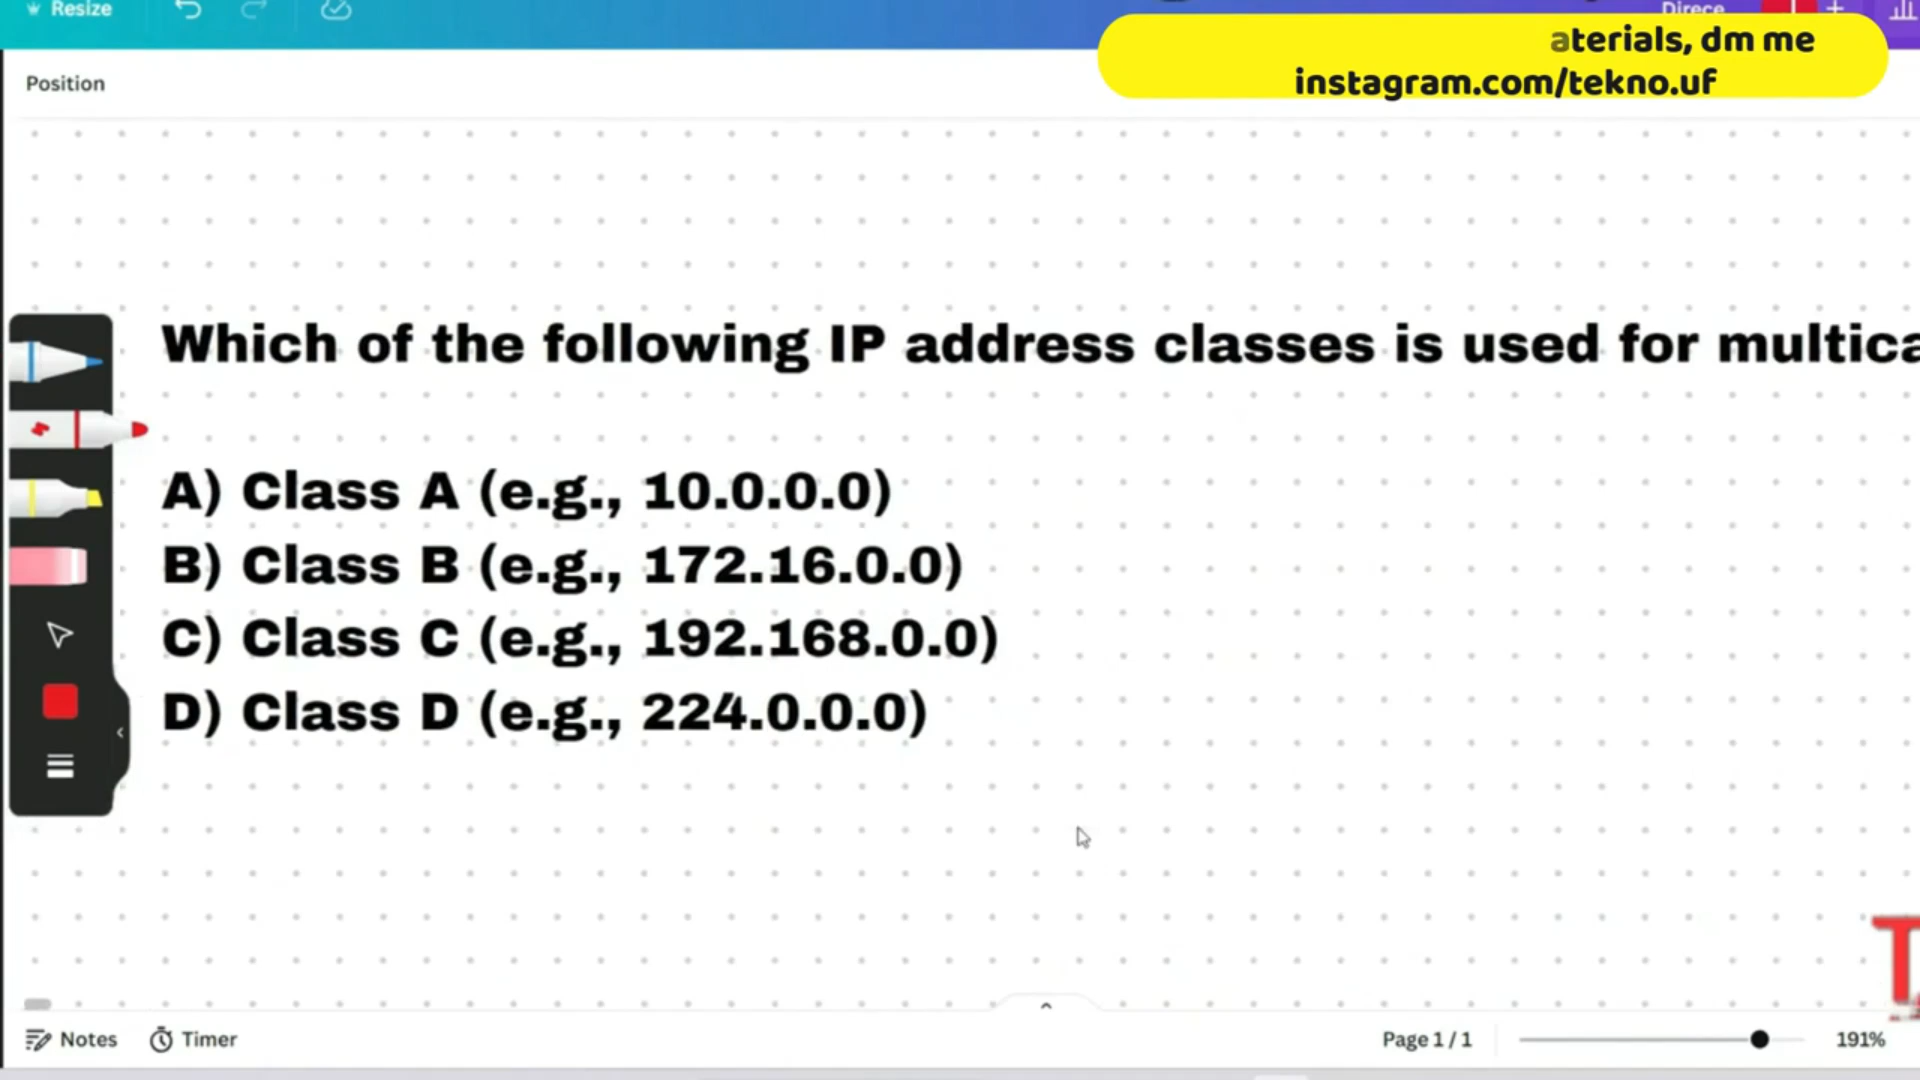 Resize
Direce
aterials, dm me
instagram.com/tekno.uf
Position
Which of the following IP address classes is used for multica
A) Class A (e.g., 10.0.0.0)
B) Class B (e.g., 172.16.0.0)
C) Class C (e.g., 192.168.0.0)
D) Class D (e.g., 224.0.0.0)
T
Notes
Timer
Page 1 / 1
191%